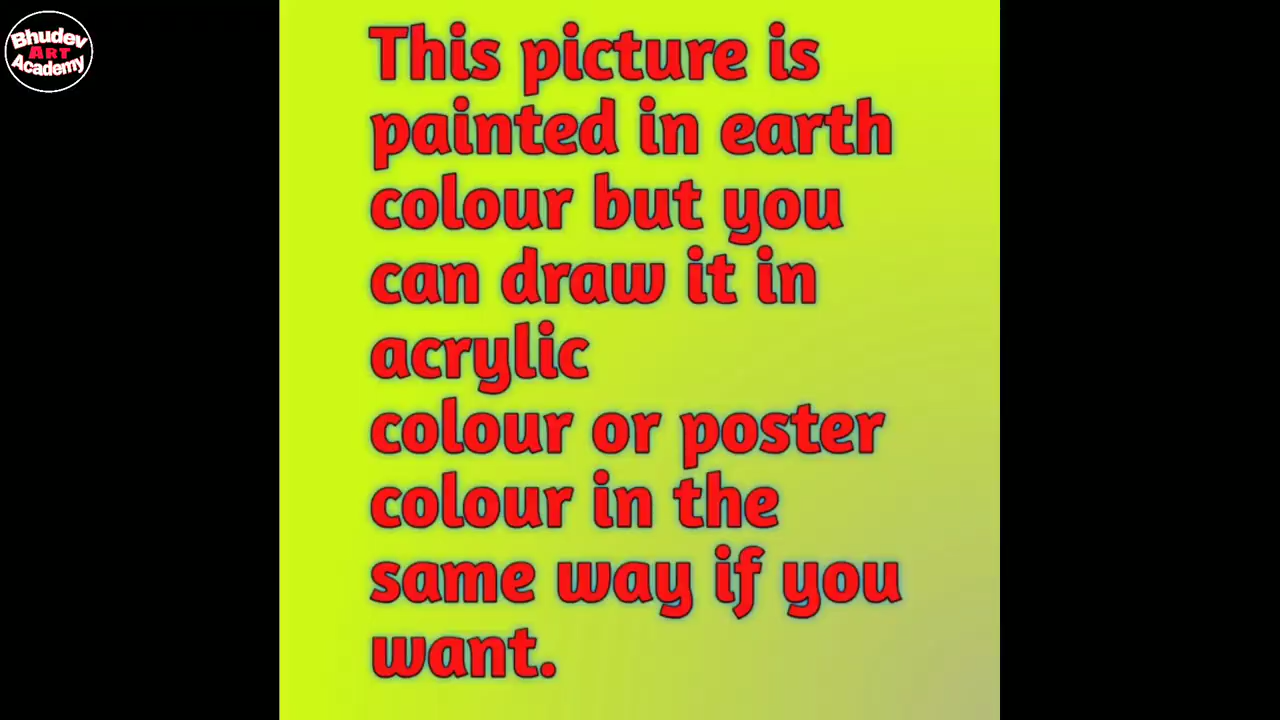 Bhudev
ART
Academy
This picture is
painted in earth
colour but you
can draw it in
acrylic
colour or poster
colour in the
same way if you
want.